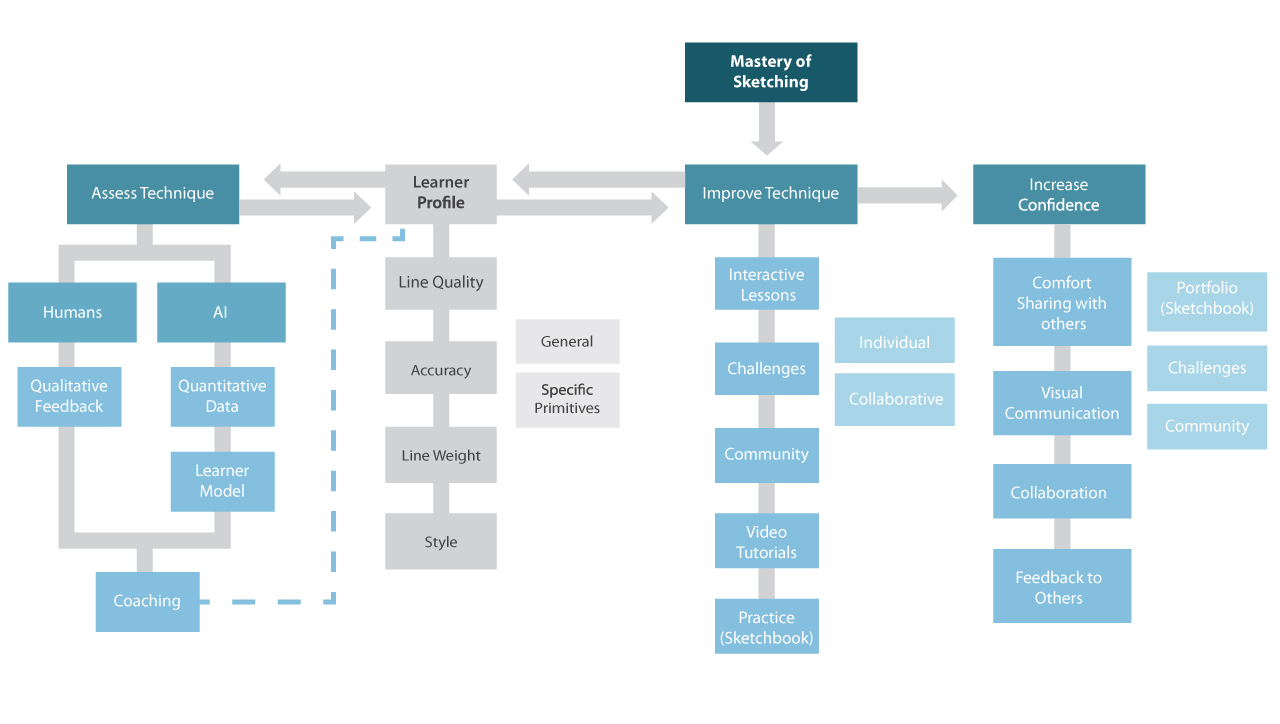 Mastery of
Sketching
Assess Technique
Learner
Profile
Improve Technique
Increase
Confidence
Humans
AI
Qualitative
Feedback
Quantitative
Data
Learner
Model
Coaching
Line Quality
Accuracy
Line Weight
Style
General
Specific
Primitives
Interactive
Lessons
Challenges
Community
Video
Tutorials
Practice
(Sketchbook)
Individual
Collaborative
Comfort
Sharing with
others
Visual
Communication
Collaboration
Feedback to
Others
Portfolio
(Sketchbook)
Challenges
Community